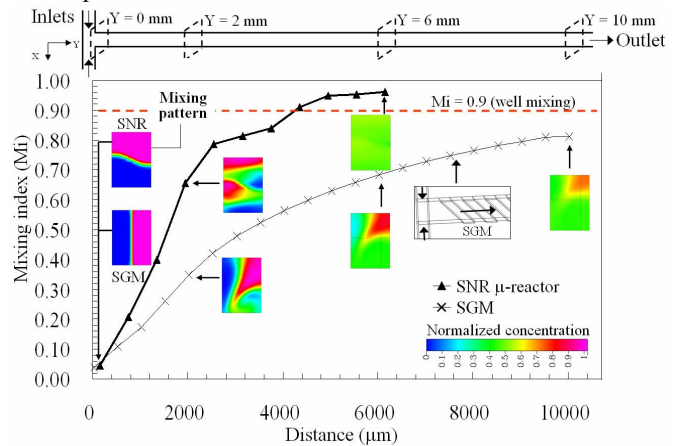 Inlets
Y = 0 mm
Y = 2 mm
Y = 6 mm
Y = 10 mm
X
Y
Outlet
1.00
0.90
0.80
0.70
0.60
0.50
0.40
0.30
0.20
0.10
0.00
Mixing index (Mi)
Mixing
pattern
SNR
SGM
Mi = 0.9 (well mixing)
SGM
SNR μ-reactor
SGM
Normalized concentration
0 0.1 0.2 0.3 0.4 0.5 0.6 0.7 0.8 0.9 1
0 2000 4000 6000 8000 10000
Distance (μm)